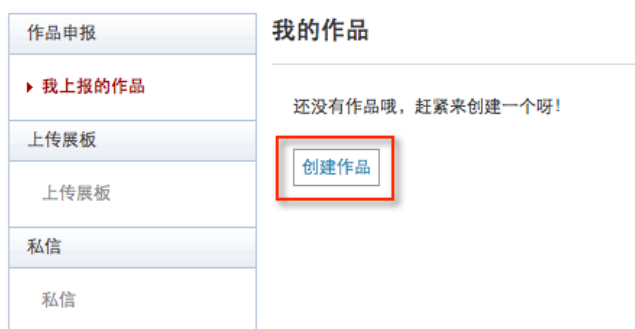 作品申报
我上报的作品
上传展板
上传展板
私信
私信
我的作品
还没有作品哦，赶紧来创建一个呀！
创建作品